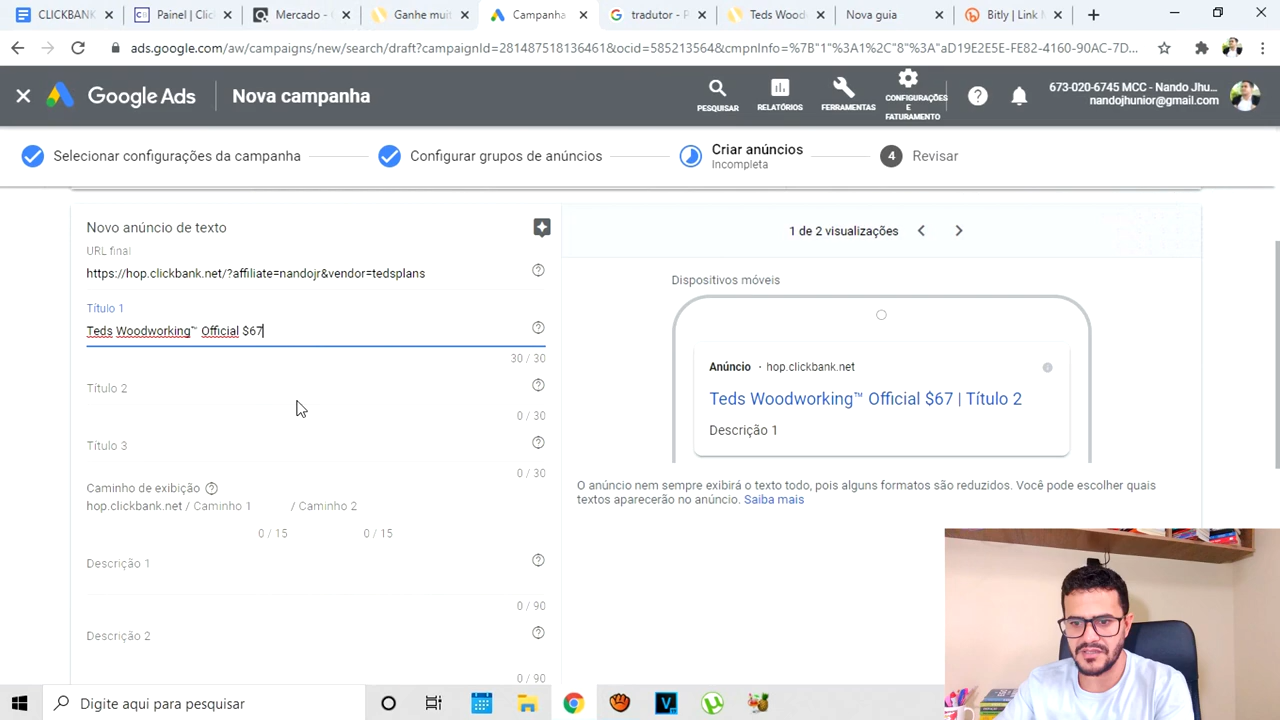 CLICKBANK
Painel | Clic
Mercado -
Ganhe muit
Campanha
tradutor - P
Teds Wood
Nova guia
Bitly | Link M
ads.google.com/aw/campaigns/new/search/draft?campaignId=281487518136461&ocid=585213564&cmpnInfo=%7B"1"%3A1%2C"8"%3A"aD19E2E5E-FE82-4160-90AC-7D...
Google Ads
Nova campanha
PESQUISAR
RELATÓRIOS
FERRAMENTAS
CONFIGURAÇÕES
E
FATURAMENTO
673-020-6745 MCC - Nando Jhu...
nandojhunior@gmail.com
Selecionar configurações da campanha
Configurar grupos de anúncios
Criar anúncios
Incompleta
4 Revisar
Novo anúncio de texto
URL final
https://hop.clickbank.net/?affiliate=nandojr&vendor=tedsplans
Título 1
Teds Woodworking™ Official $67
30 / 30
Título 2
0 / 30
Título 3
0 / 30
Caminho de exibição
hop.clickbank.net / Caminho 1 / Caminho 2
0 / 15 0 / 15
Descrição 1
0 / 90
Descrição 2
0 / 90
1 de 2 visualizações
Dispositivos móveis
Anúncio · hop.clickbank.net
Teds Woodworking™ Official $67 | Título 2
Descrição 1
O anúncio nem sempre exibirá o texto todo, pois alguns formatos são reduzidos. Você pode escolher quais
textos aparecerão no anúncio. Saiba mais
Digite aqui para pesquisar